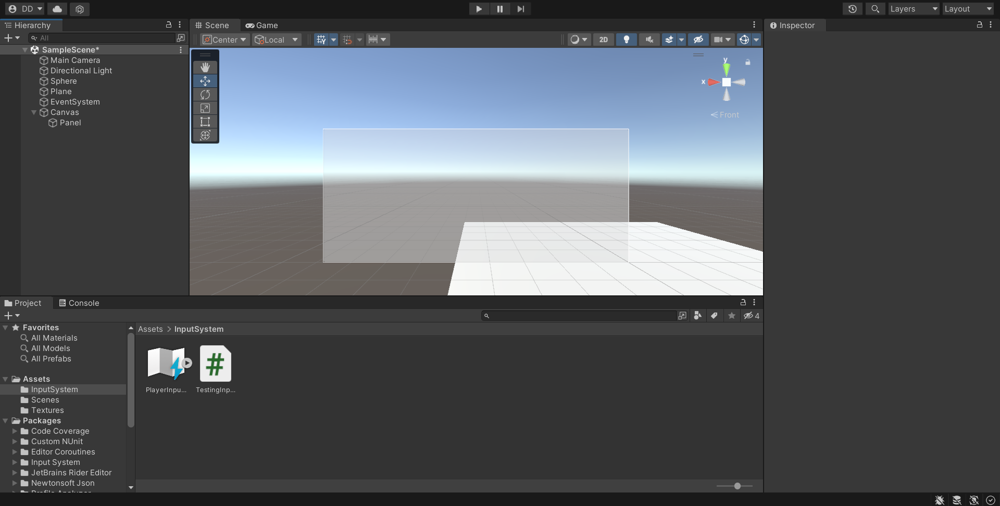 DD
Layers
Layout
Hierarchy
All
SampleScene*
Main Camera
Directional Light
Sphere
Plane
EventSystem
Canvas
Panel
Scene
Game
Center
Local
2D
y
x
Front
Inspector
Project
Console
4
Favorites
All Materials
All Models
All Prefabs
Assets
InputSystem
Scenes
Textures
Packages
Code Coverage
Custom NUnit
Editor Coroutines
Input System
JetBrains Rider Editor
Newtonsoft Json
Profile Analyzer
Assets > InputSystem
PlayerInpu...
TestingInp...